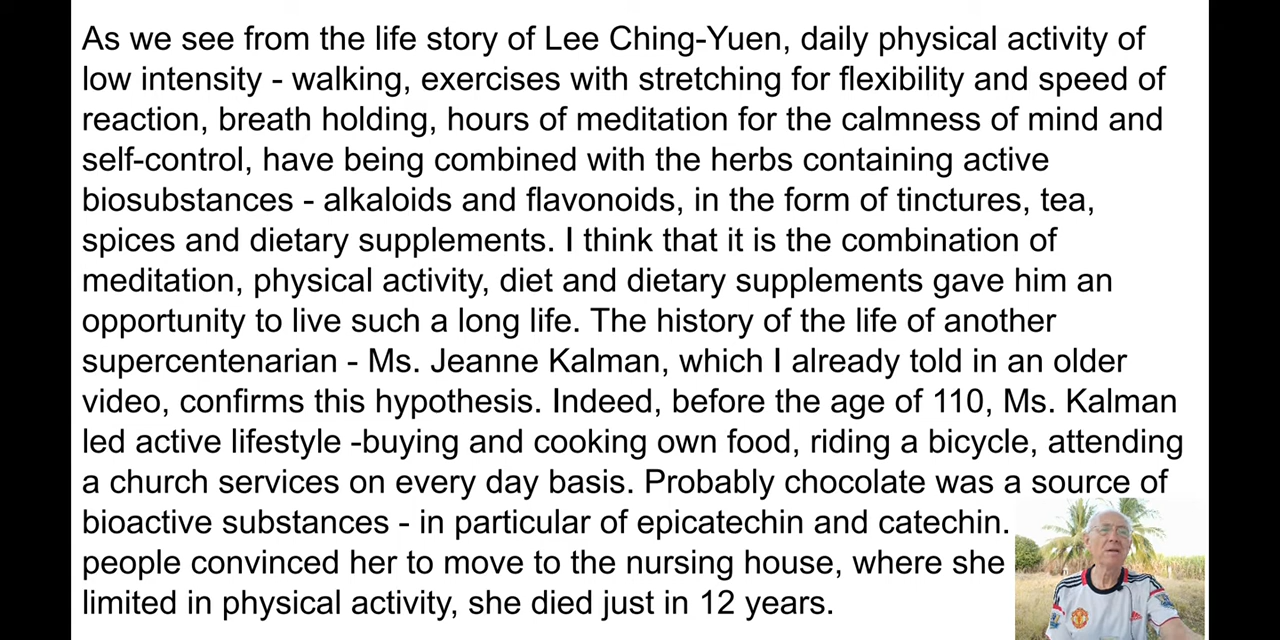 As we see from the life story of Lee Ching-Yuen, daily physical activity of
low intensity - walking, exercises with stretching for flexibility and speed of
reaction, breath holding, hours of meditation for the calmness of mind and
self-control, have being combined with the herbs containing active
biosubstances - alkaloids and flavonoids, in the form of tinctures, tea,
spices and dietary supplements. I think that it is the combination of
meditation, physical activity, diet and dietary supplements gave him an
opportunity to live such a long life. The history of the life of another
supercentenarian - Ms. Jeanne Kalman, which I already told in an older
video, confirms this hypothesis. Indeed, before the age of 110, Ms. Kalman
led active lifestyle -buying and cooking own food, riding a bicycle, attending
a church services on every day basis. Probably chocolate was a source of
bioactive substances - in particular of epicatechin and catechin.
people convinced her to move to the nursing house, where she
limited in physical activity, she died just in 12 years.